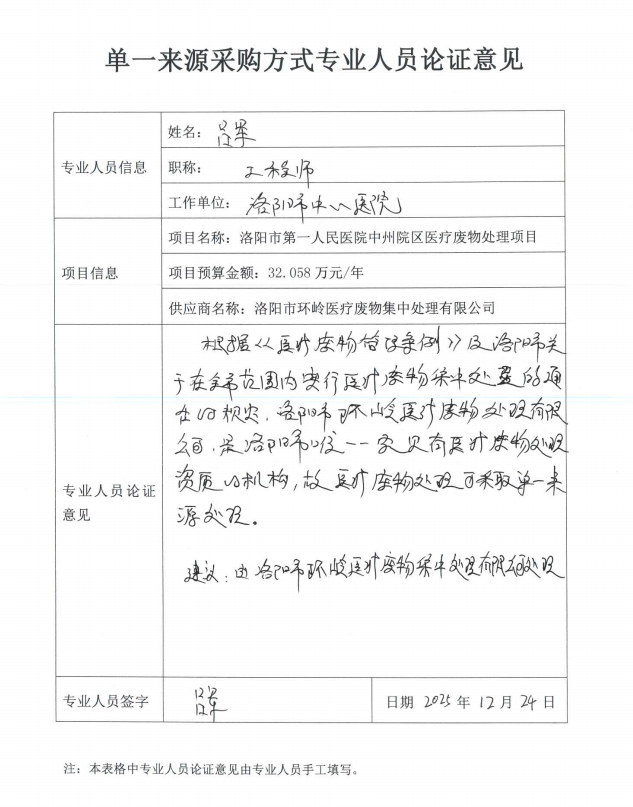 单一来源采购方式专业人员论证意见
专业人员信息
姓名：
职称： 工程师
工作单位： 洛阳市中心医院
项目信息
项目名称：洛阳市第一人民医院中州院区医疗废物处理项目
项目预算金额：32.058 万元/年
供应商名称：洛阳市环岭医疗废物集中处理有限公司
专业人员论证
意见
根据《医疗废物管理条例》及洛阳市关
于在全市范围内实行医疗废物集中处置的通
的规定，洛阳市环岭医疗废物处理有限
公司，是洛阳市唯一一家具有医疗废物处理
资质的机构，故医疗废物处理可采取单一来
源处理。
建议：由洛阳市环岭医疗废物集中处理有限公司处理
专业人员签字
日期 2025 年 12 月 24 日
注：本表格中专业人员论证意见由专业人员手工填写。